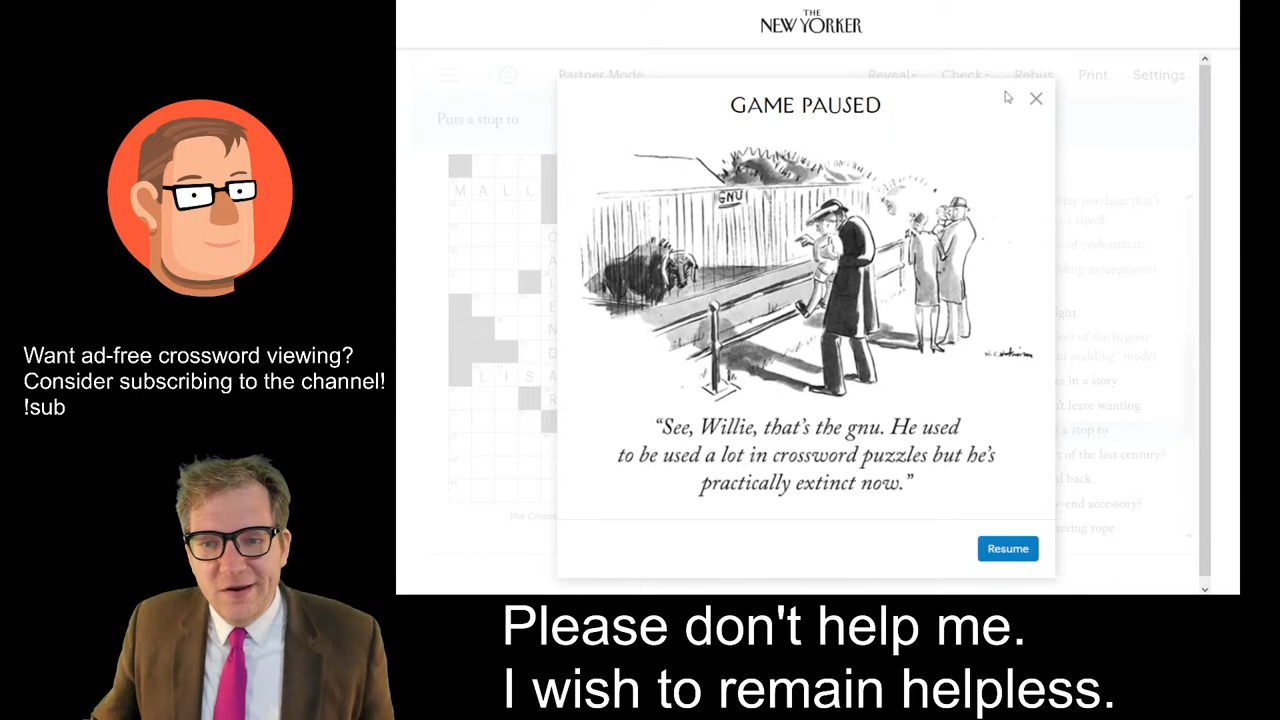 THE
NEW YORKER
Partner Mode
Reveal
Check
Rebus
Print
Settings
Puts a stop to
GAME PAUSED
GNU
M A L L
L I S A
"See, Willie, that's the gnu. He used
to be used a lot in crossword puzzles but he's
practically extinct now."
Resume
Want ad-free crossword viewing?
Consider subscribing to the channel!
!sub
Please don't help me.
I wish to remain helpless.